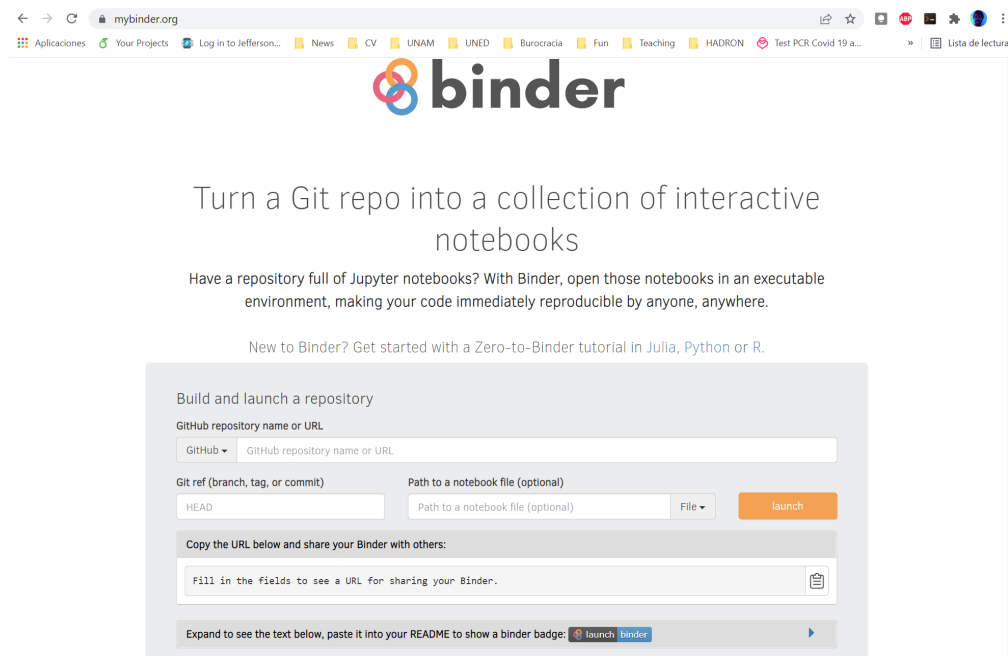 mybinder.org
ABP
Aplicaciones Your Projects Log in to Jefferson... News CV UNAM UNED Burocracia Fun Teaching HADRON Test PCR Covid 19 a... » Lista de lectura
binder
Turn a Git repo into a collection of interactive
notebooks
Have a repository full of Jupyter notebooks? With Binder, open those notebooks in an executable
environment, making your code immediately reproducible by anyone, anywhere.
New to Binder? Get started with a Zero-to-Binder tutorial in Julia, Python or R.
Build and launch a repository
GitHub repository name or URL
GitHub GitHub repository name or URL
Git ref (branch, tag, or commit) Path to a notebook file (optional)
HEAD Path to a notebook file (optional) File launch
Copy the URL below and share your Binder with others:
Fill in the fields to see a URL for sharing your Binder.
Expand to see the text below, paste it into your README to show a binder badge: launch binder